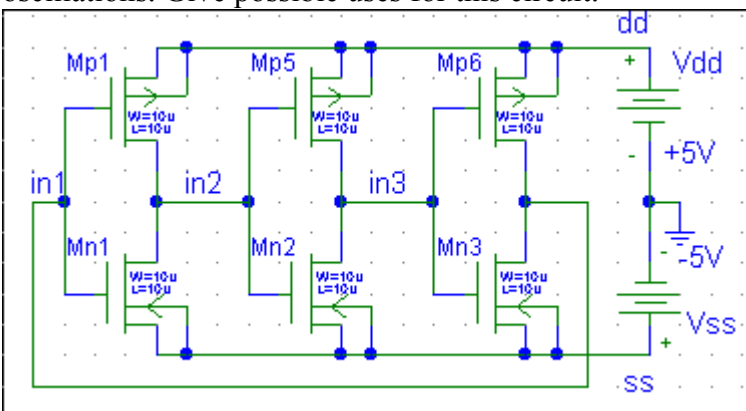 oscillations. Give possible uses for this circuit.
dd
Mp1 Mp5 Mp6 + Vdd
W=10u W=10u W=10u
L=10u L=10u L=10u
- +5V
in1 in2 in3
Mn1 Mn2 Mn3 - -5V
W=10u W=10u W=10u
L=10u L=10u L=10u
Vss
+
ss